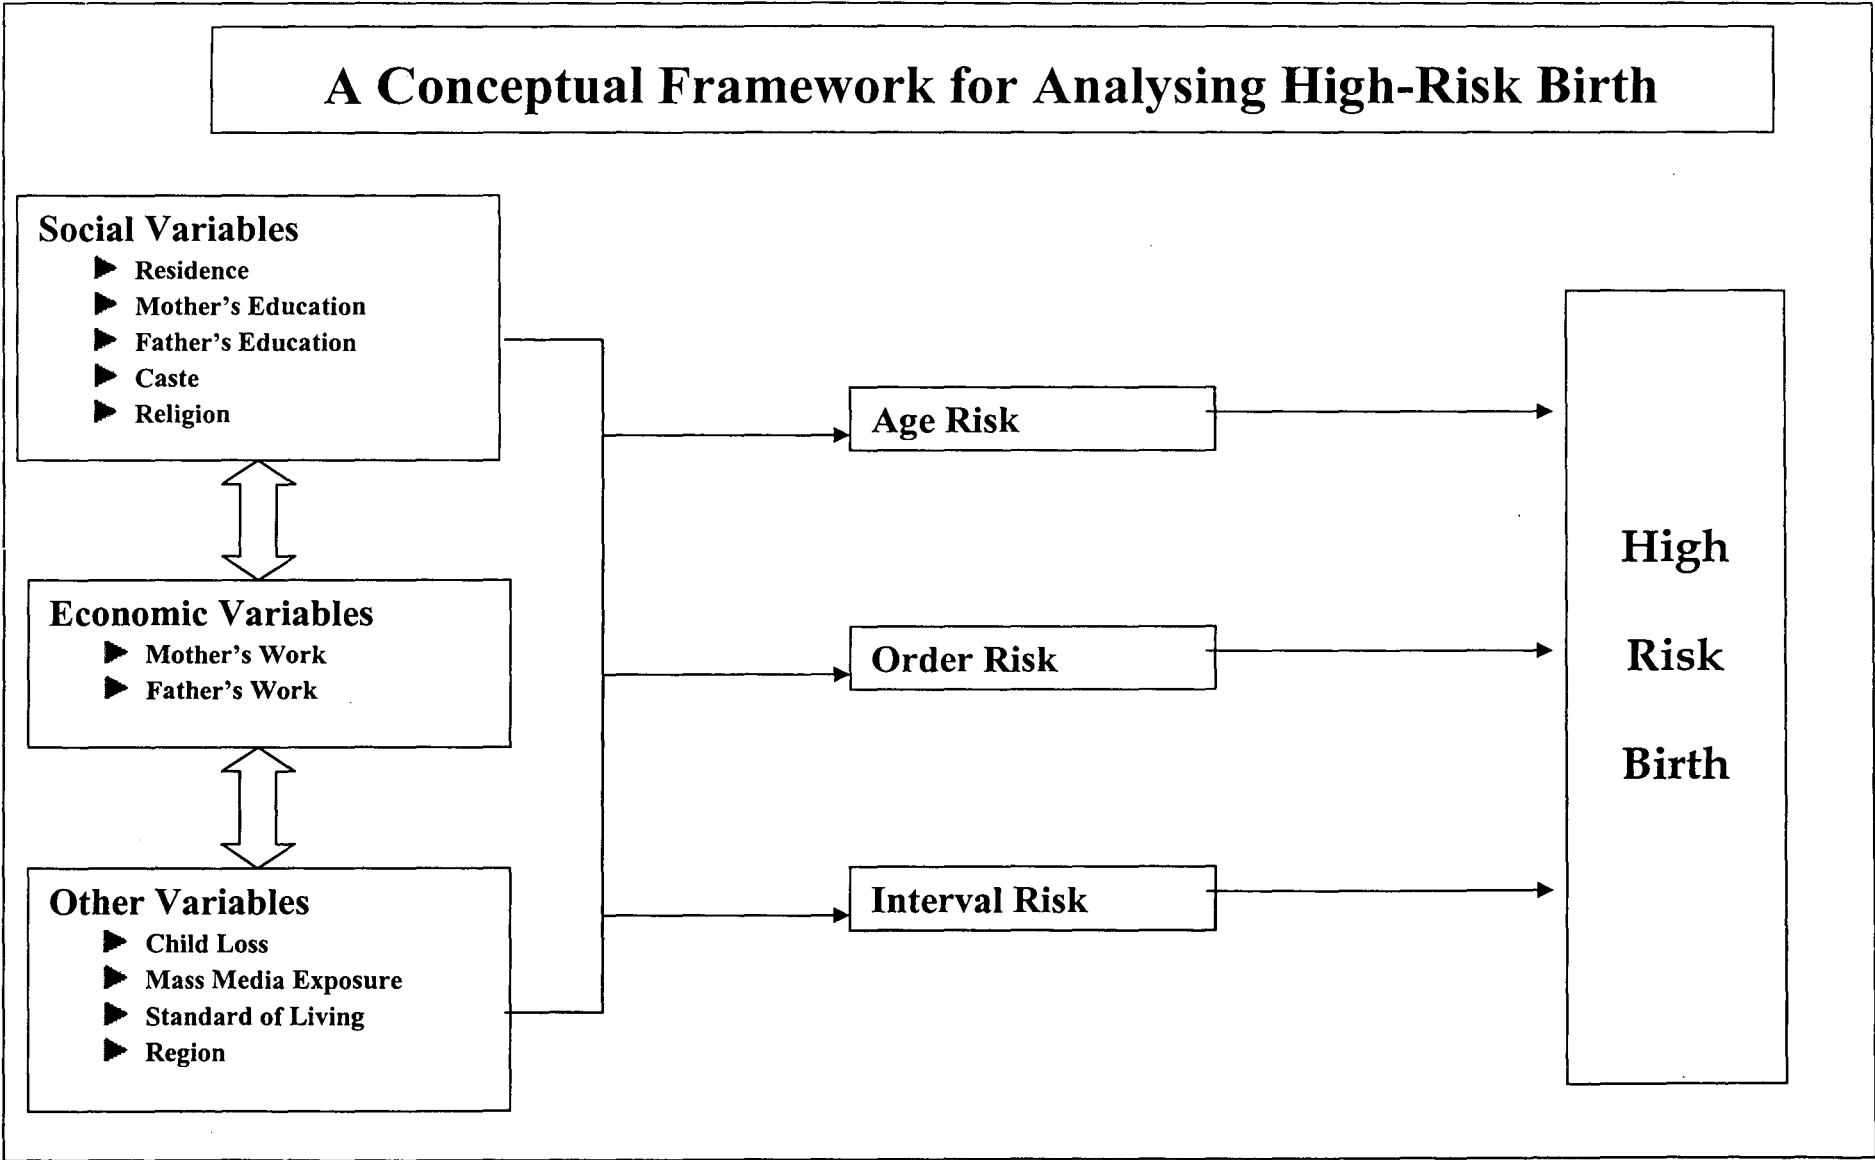 A Conceptual Framework for Analysing High-Risk Birth
Social Variables
Residence
Mother's Education
Father's Education
Caste
Religion
Economic Variables
Mother's Work
Father's Work
Other Variables
Child Loss
Mass Media Exposure
Standard of Living
Region
Age Risk
Order Risk
Interval Risk
High
Risk
Birth